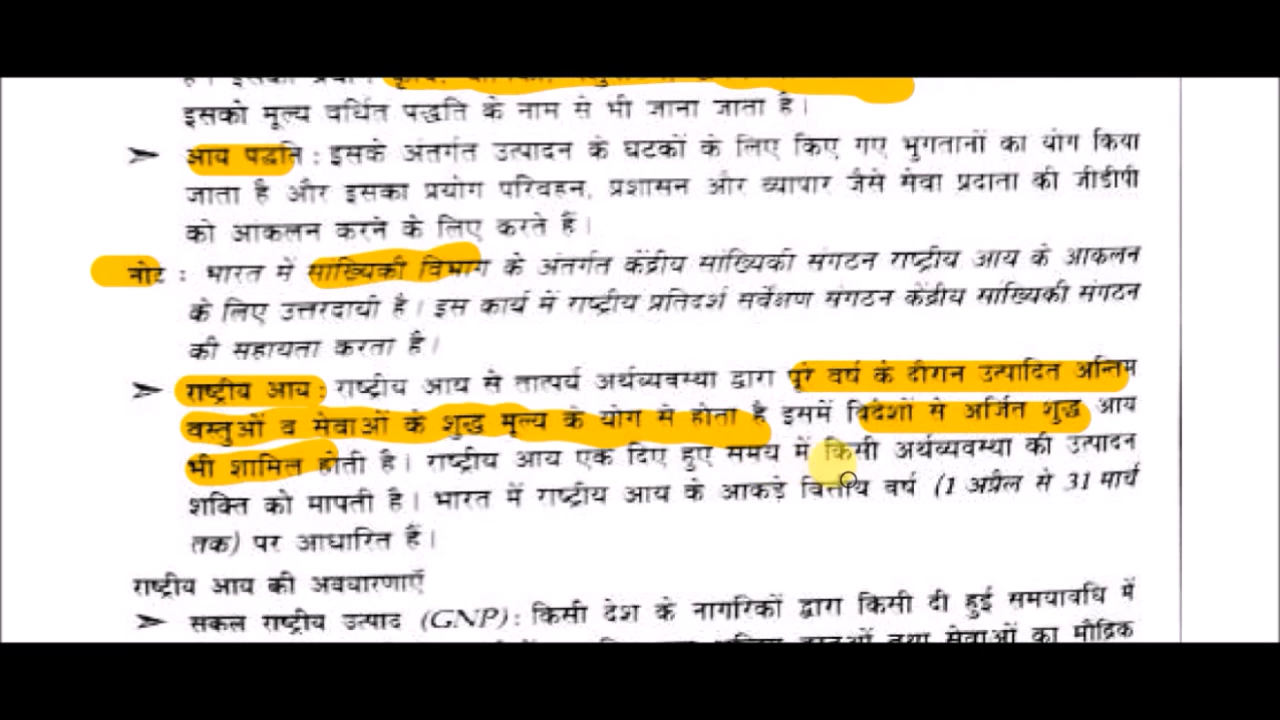 इसको मूल्य वर्धित पद्धति के नाम से भी जाना जाता है।
➤ आय पद्धति : इसके अंतर्गत उत्पादन के घटकों के लिए किए गए भुगतानों का योग किया
जाता है और इसका प्रयोग परिवहन, प्रशासन और व्यापार जैसे सेवा प्रदाता की जीडीपी
को आंकलन करने के लिए करते हैं।
नोट : भारत में सांख्यिकी विभाग के अंतर्गत केंद्रीय सांख्यिकी संगठन राष्ट्रीय आय के आकलन
के लिए उत्तरदायी है। इस कार्य में राष्ट्रीय प्रतिदर्श सर्वेक्षण संगठन केंद्रीय सांख्यिकी संगठन
की सहायता करता है।
➤ राष्ट्रीय आय : राष्ट्रीय आय से तात्पर्य अर्थव्यवस्था द्वारा पूरे वर्ष के दौरान उत्पादित अन्तिम
वस्तुओं व सेवाओं के शुद्ध मूल्य के योग से होता है इसमें विदेशों से अर्जित शुद्ध आय
भी शामिल होती है। राष्ट्रीय आय एक दिए हुए समय में किसी अर्थव्यवस्था की उत्पादन
शक्ति को मापती है। भारत में राष्ट्रीय आय के आकड़े वित्तीय वर्ष (1 अप्रैल से 31 मार्च
तक) पर आधारित हैं।
राष्ट्रीय आय की अवधारणाएँ
➤ सकल राष्ट्रीय उत्पाद (GNP) : किसी देश के नागरिकों द्वारा किसी दी हुई समयावधि में
वस्तुओं तथा सेवाओं का मौद्रिक